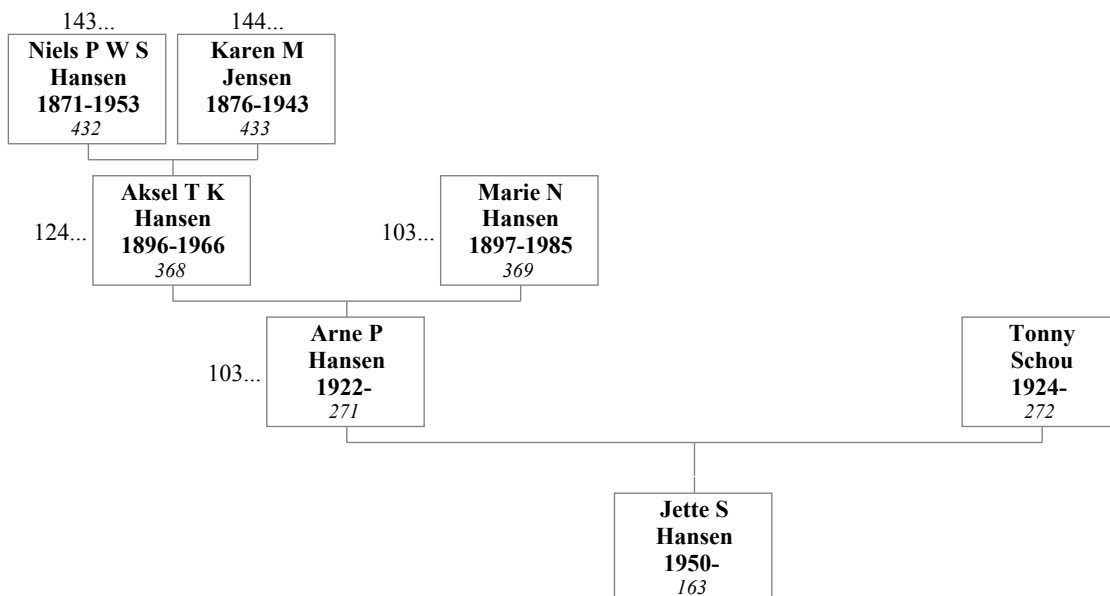 143...
144...
Niels P W S
Hansen
1871-1953
432
Karen M
Jensen
1876-1943
433
124...
Aksel T K
Hansen
1896-1966
368
103...
Marie N
Hansen
1897-1985
369
103...
Arne P
Hansen
1922-
271
Tonny
Schou
1924-
272
Jette S
Hansen
1950-
163